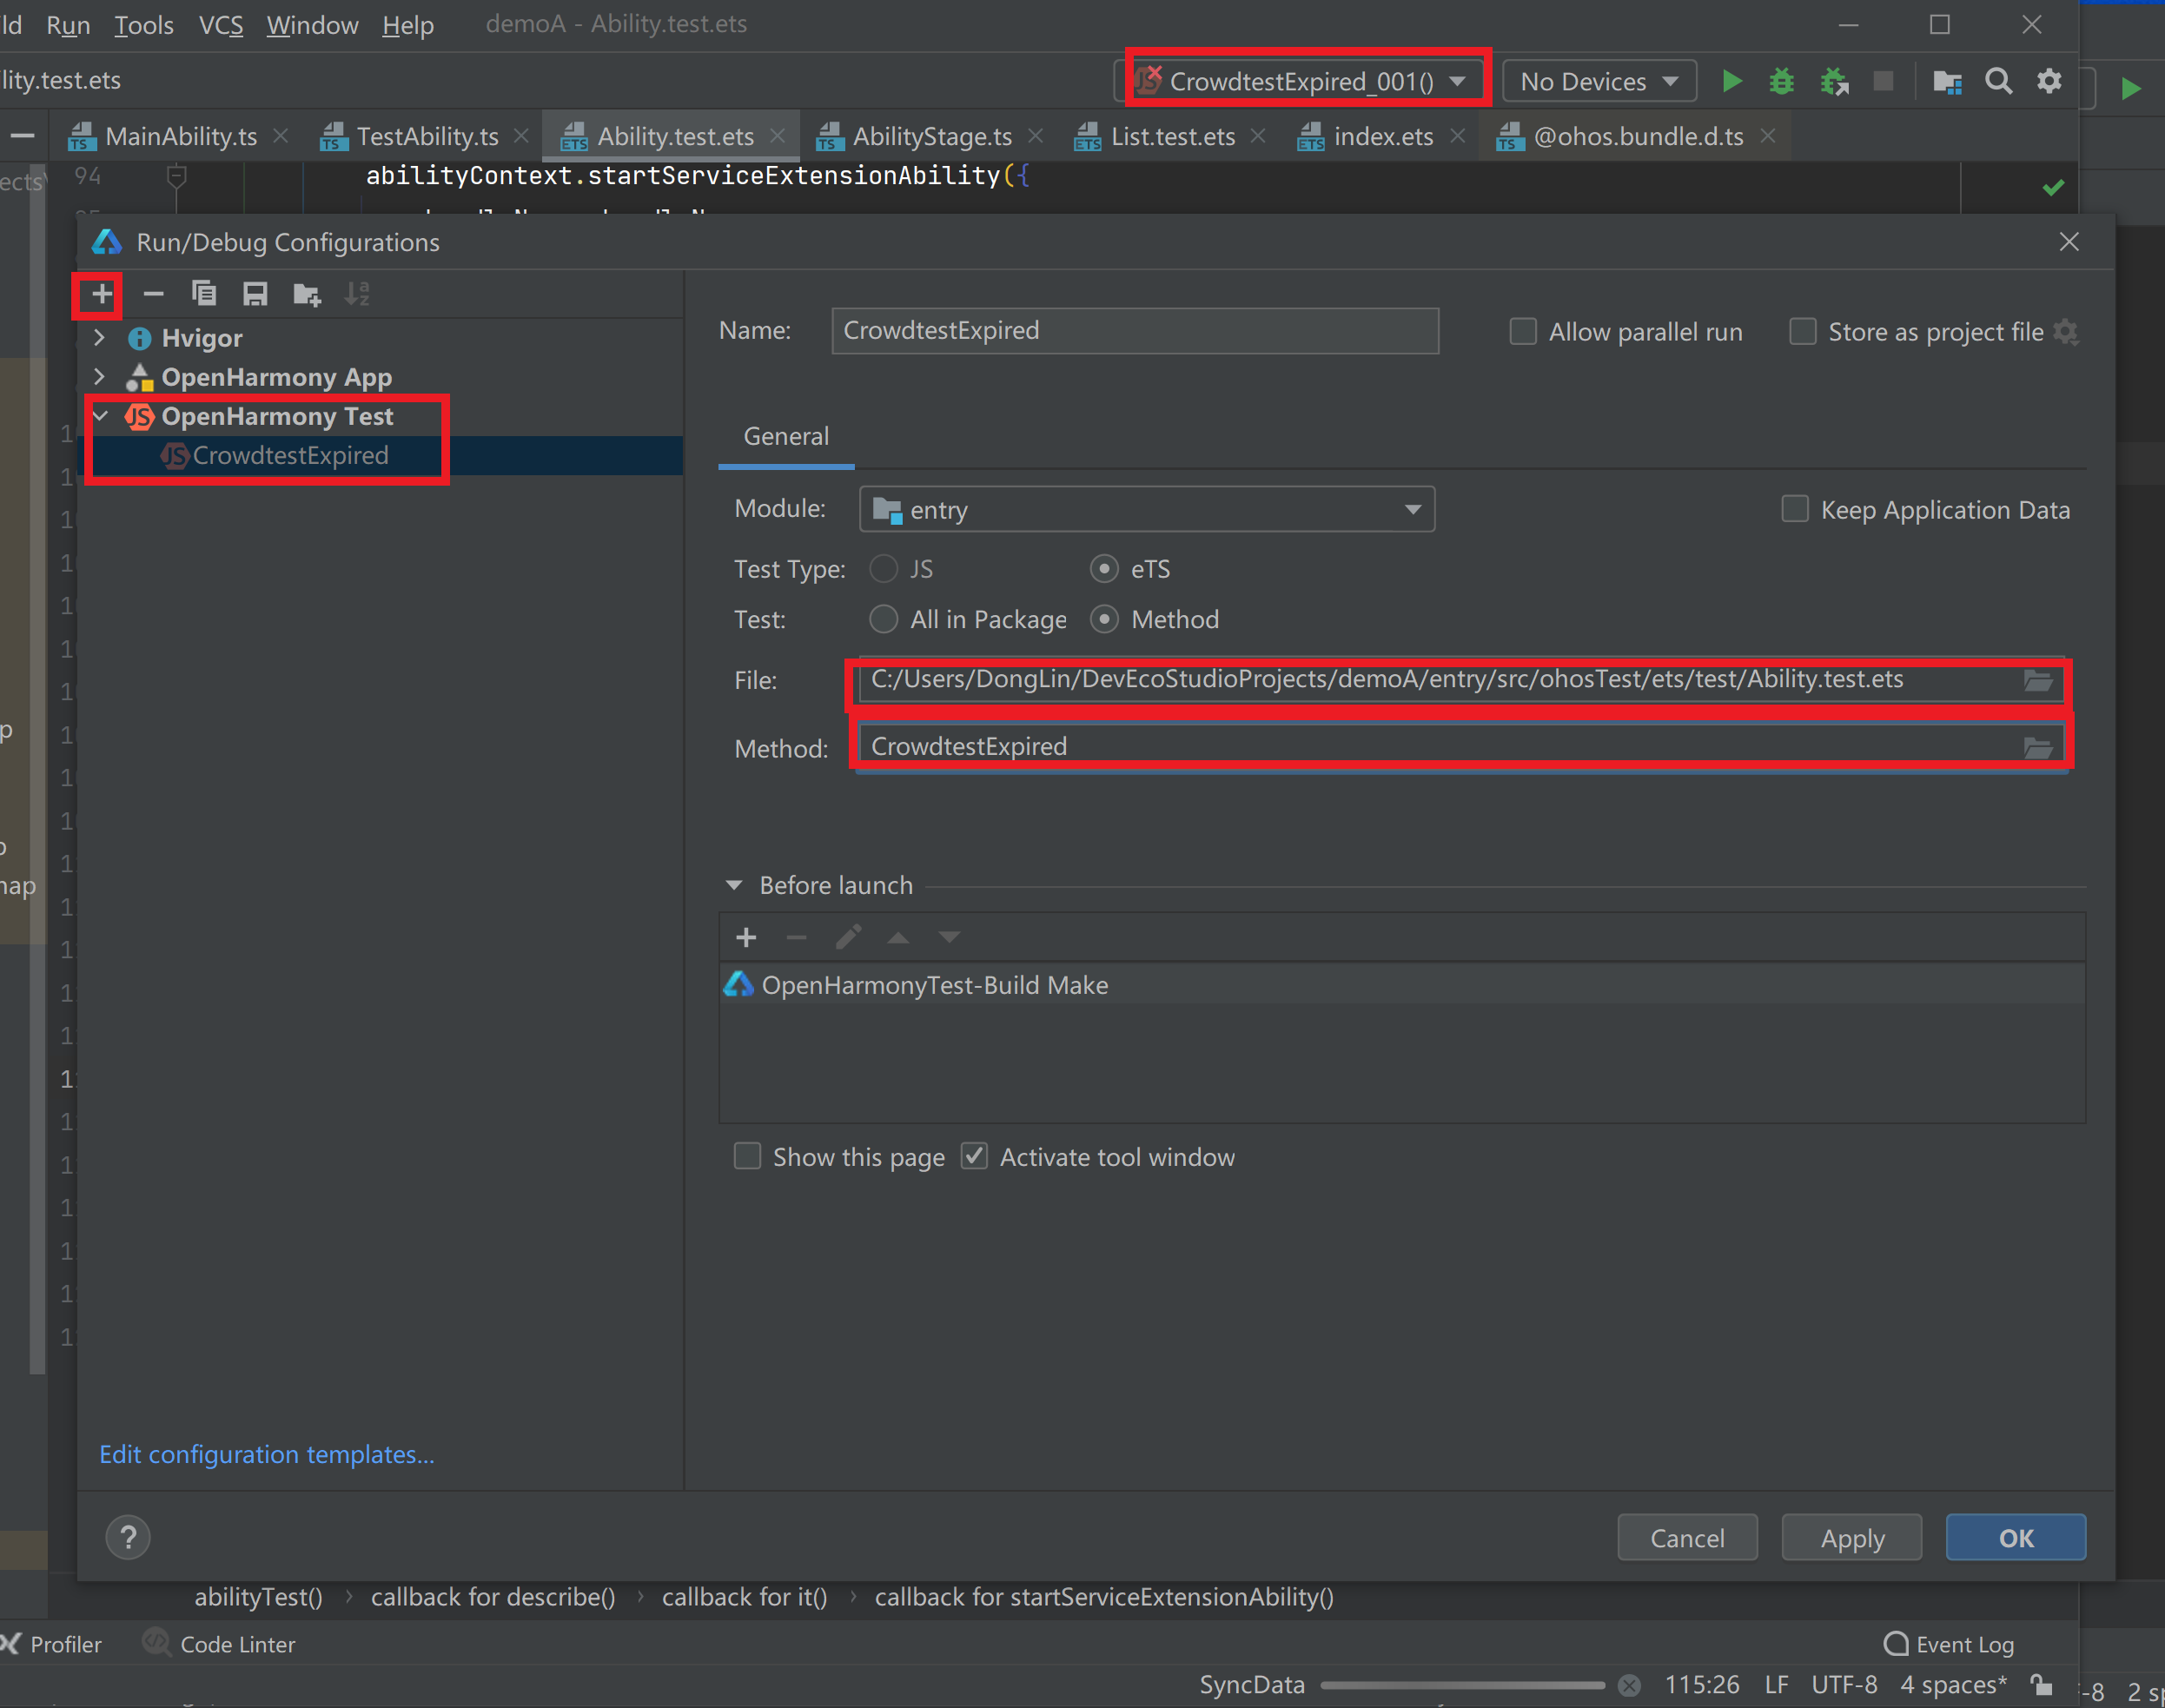 ld Run Tools VCS Window Help demoA - Ability.test.ets
lity.test.ets CrowdtestExpired_001() No Devices
MainAbility.ts TestAbility.ts Ability.test.ets AbilityStage.ts List.test.ets index.ets @ohos.bundle.d.ts
94 abilityContext.startServiceExtensionAbility({
Run/Debug Configurations
Hvigor
OpenHarmony App
OpenHarmony Test
CrowdtestExpired
Name: CrowdtestExpired Allow parallel run Store as project file
General
Module: entry Keep Application Data
Test Type: JS eTS
Test: All in Package Method
File: C:/Users/DongLin/DevEcoStudioProjects/demoA/entry/src/ohosTest/ets/test/Ability.test.ets
Method: CrowdtestExpired
Before launch
OpenHarmonyTest-Build Make
Show this page Activate tool window
Edit configuration templates...
? Cancel Apply OK
abilityTest() › callback for describe() › callback for it() › callback for startServiceExtensionAbility()
Profiler Code Linter Event Log
SyncData 115:26 LF UTF-8 4 spaces*